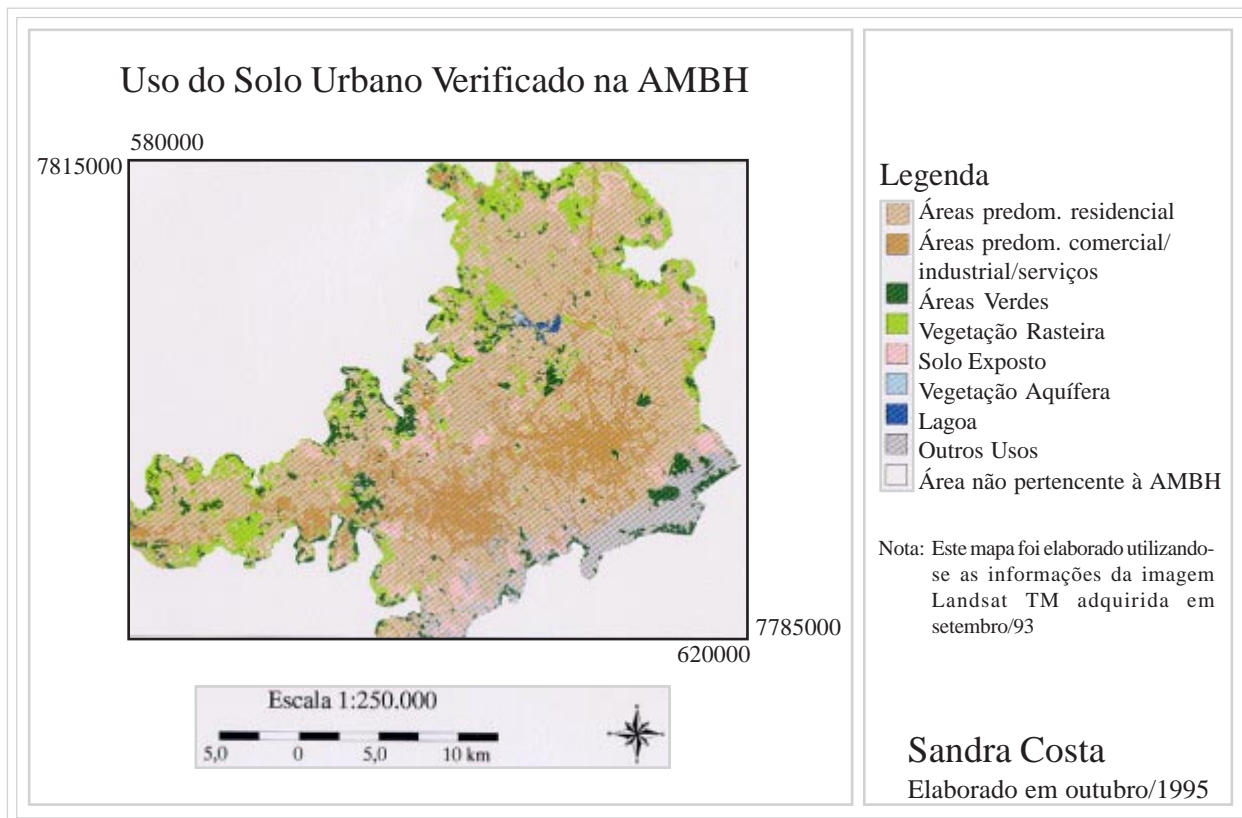 Uso do Solo Urbano Verificado na AMBH
580000
7815000
7785000
620000
Escala 1:250.000
5,0 0 5,0 10 km
Legenda
Áreas predom. residencial
Áreas predom. comercial/
industrial/serviços
Áreas Verdes
Vegetação Rasteira
Solo Exposto
Vegetação Aquífera
Lagoa
Outros Usos
Área não pertencente à AMBH
Nota: Este mapa foi elaborado utilizando-
se as informações da imagem
Landsat TM adquirida em
setembro/93
Sandra Costa
Elaborado em outubro/1995